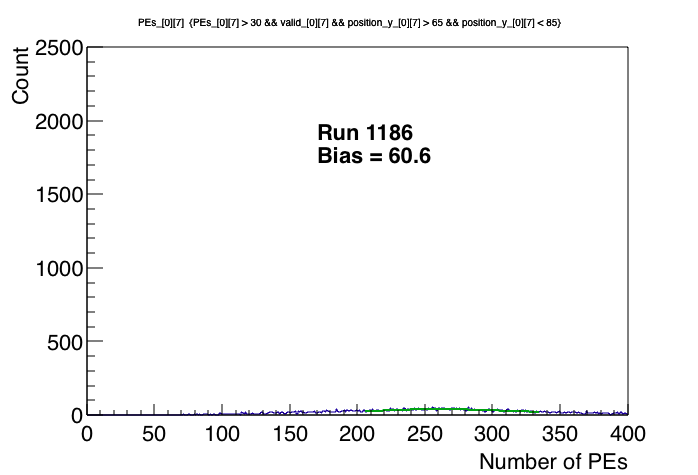 PEs_[0][7] {PEs_[0][7] > 30 && valid_[0][7] && position_y_[0][7] > 65 && position_y_[0][7] < 85}
Count
2500
2000
1500
1000
500
0
Run 1186
Bias = 60.6
0 50 100 150 200 250 300 350 400
Number of PEs